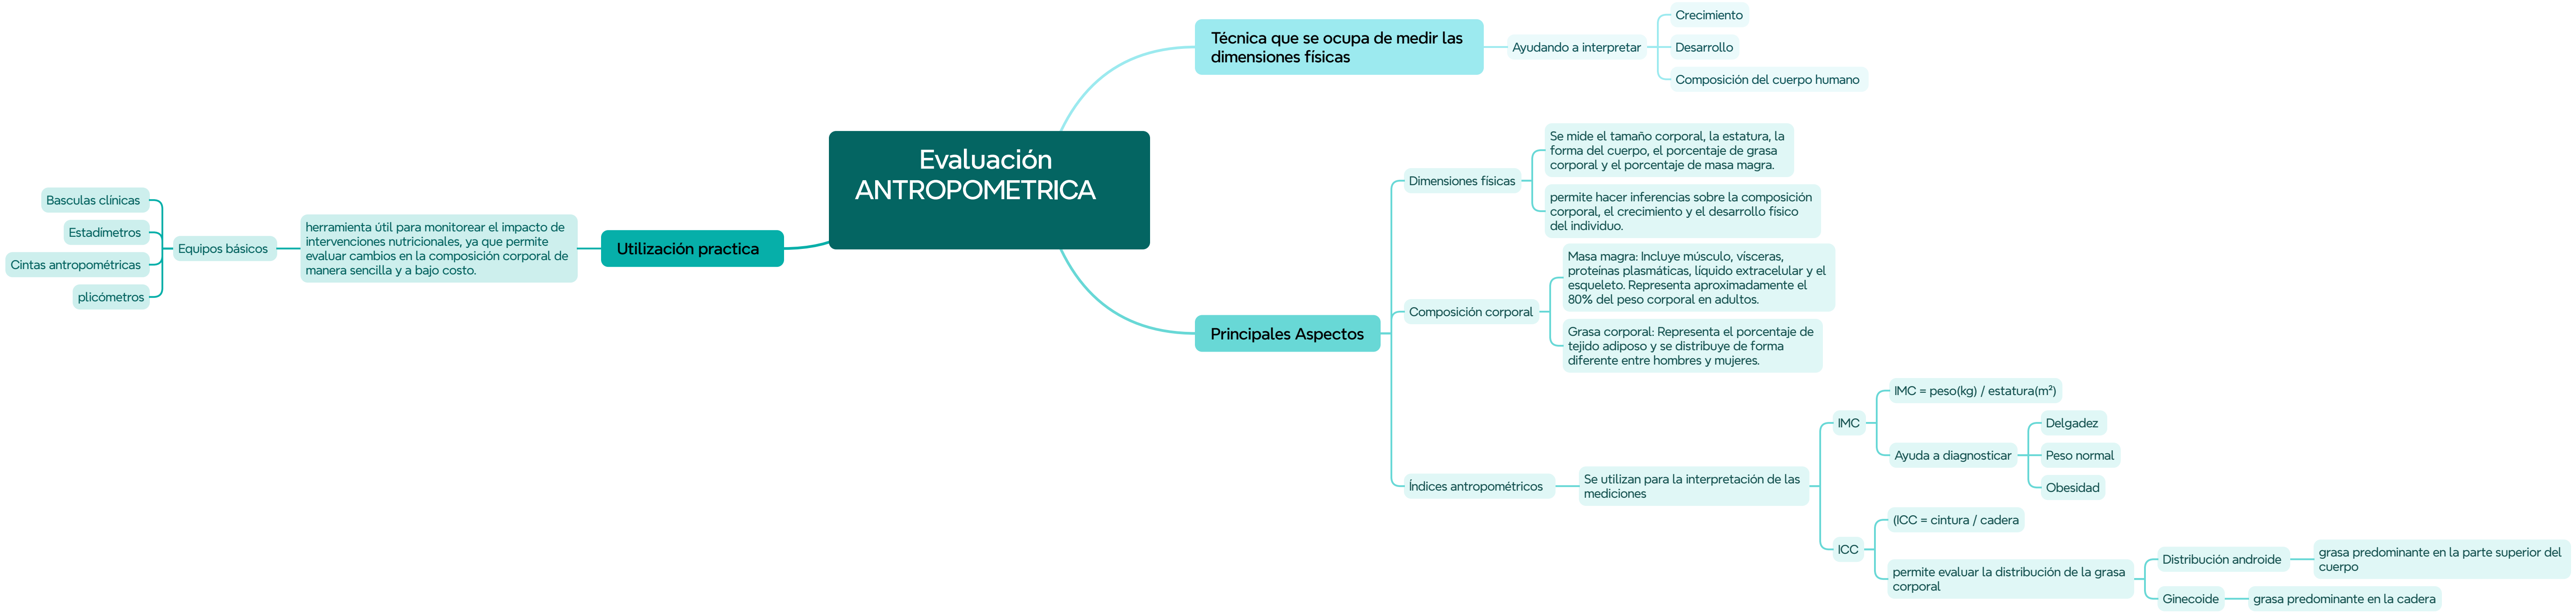 Evaluación
ANTROPOMETRICA
Técnica que se ocupa de medir las
dimensiones físicas
Ayudando a interpretar
Crecimiento
Desarrollo
Composición del cuerpo humano
Principales Aspectos
Dimensiones físicas
Se mide el tamaño corporal, la estatura, la
forma del cuerpo, el porcentaje de grasa
corporal y el porcentaje de masa magra.
permite hacer inferencias sobre la composición
corporal, el crecimiento y el desarrollo físico
del individuo.
Composición corporal
Masa magra: Incluye músculo, vísceras,
proteínas plasmáticas, líquido extracelular y el
esqueleto. Representa aproximadamente el
80% del peso corporal en adultos.
Grasa corporal: Representa el porcentaje de
tejido adiposo y se distribuye de forma
diferente entre hombres y mujeres.
Índices antropométricos
Se utilizan para la interpretación de las
mediciones
IMC
IMC = peso(kg) / estatura(m²)
Ayuda a diagnosticar
Delgadez
Peso normal
Obesidad
ICC
(ICC = cintura / cadera
permite evaluar la distribución de la grasa
corporal
Distribución androide
grasa predominante en la parte superior del
cuerpo
Ginecoide
grasa predominante en la cadera
Utilización practica
herramienta útil para monitorear el impacto de
intervenciones nutricionales, ya que permite
evaluar cambios en la composición corporal de
manera sencilla y a bajo costo.
Equipos básicos
Basculas clínicas
Estadímetros
Cintas antropométricas
plicómetros